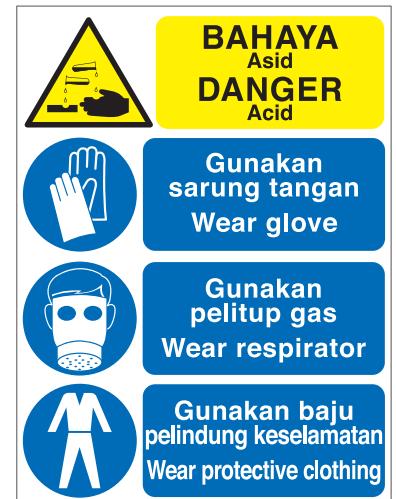 BAHAYA
Asid
DANGER
Acid
Gunakan
sarung tangan
Wear glove
Gunakan
pelitup gas
Wear respirator
Gunakan baju
pelindung keselamatan
Wear protective clothing